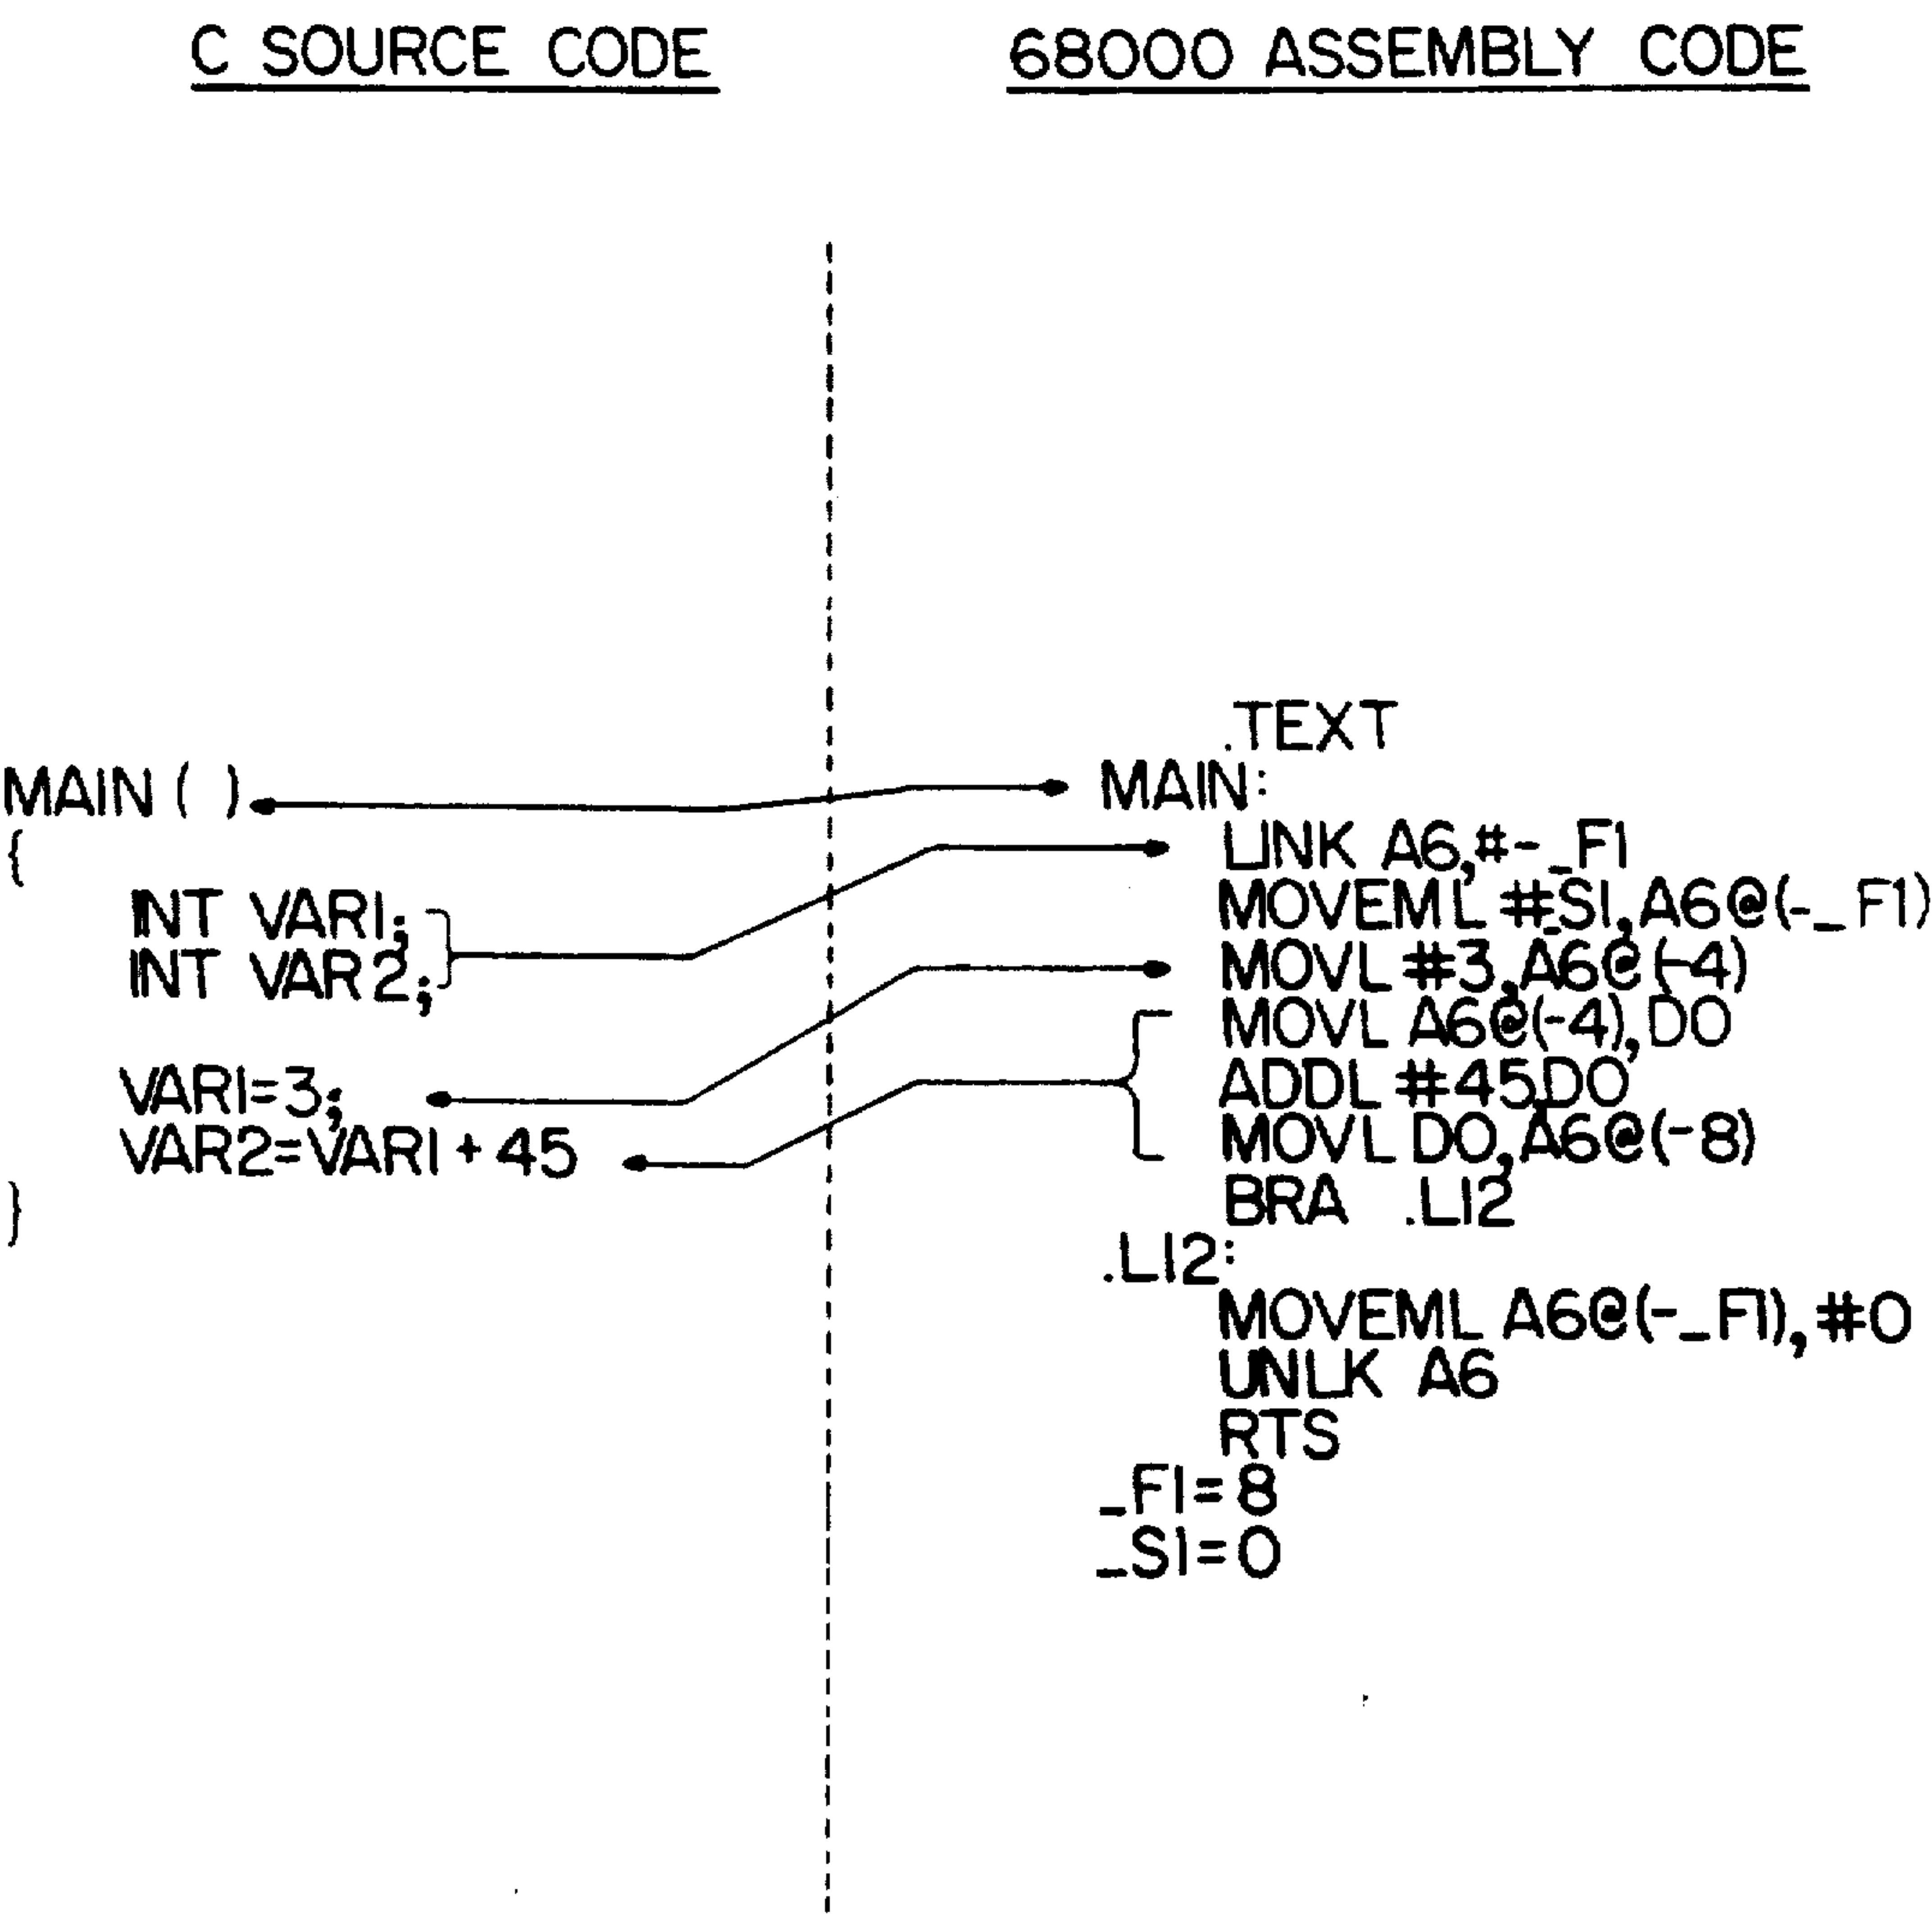 C SOURCE CODE
68000 ASSEMBLY CODE
MAIN ( )
{
INT VAR1;
INT VAR2;
VAR1=3;
VAR2=VAR1+45
}
.TEXT
MAIN:
LINK A6,#-_F1
MOVEML #_S1,A6@(-_F1)
MOVL #3,A6@(-4)
MOVL A6@(-4),D0
ADDL #45,D0
MOVL D0,A6@(-8)
BRA .L12
.L12:
MOVEML A6@(-_F1),#0
UNLK A6
RTS
_F1=8
_S1=0